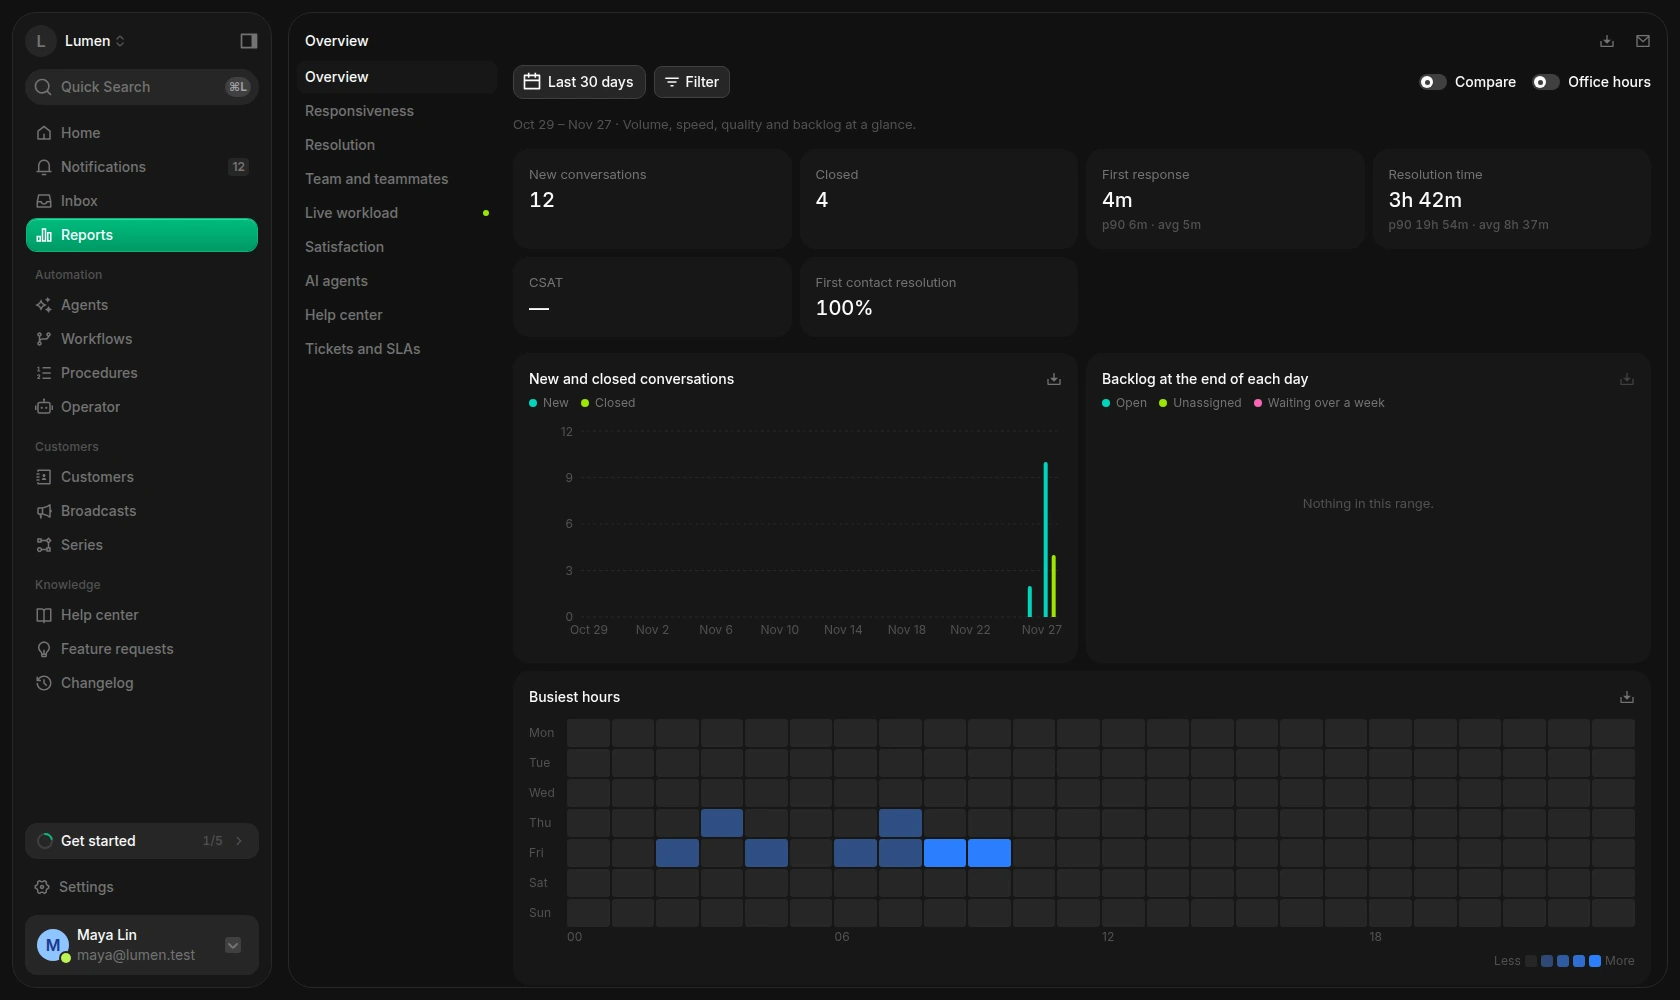 L Lumen
Quick Search ⌘L
Home
Notifications 12
Inbox
Reports
Automation
Agents
Workflows
Procedures
Operator
Customers
Customers
Broadcasts
Series
Knowledge
Help center
Feature requests
Changelog
Get started 1/5
Settings
M Maya Lin
maya@lumen.test
Overview
Overview
Responsiveness
Resolution
Team and teammates
Live workload
Satisfaction
AI agents
Help center
Tickets and SLAs
Last 30 days Filter Compare Office hours
Oct 29 – Nov 27 · Volume, speed, quality and backlog at a glance.
New conversations
12
Closed
4
First response
4m
p90 6m · avg 5m
Resolution time
3h 42m
p90 19h 54m · avg 8h 37m
CSAT
—
First contact resolution
100%
New and closed conversations
New Closed
12
9
6
3
0
Oct 29 Nov 2 Nov 6 Nov 10 Nov 14 Nov 18 Nov 22 Nov 27
Backlog at the end of each day
Open Unassigned Waiting over a week
Nothing in this range.
Busiest hours
Mon
Tue
Wed
Thu
Fri
Sat
Sun
00 06 12 18
Less More